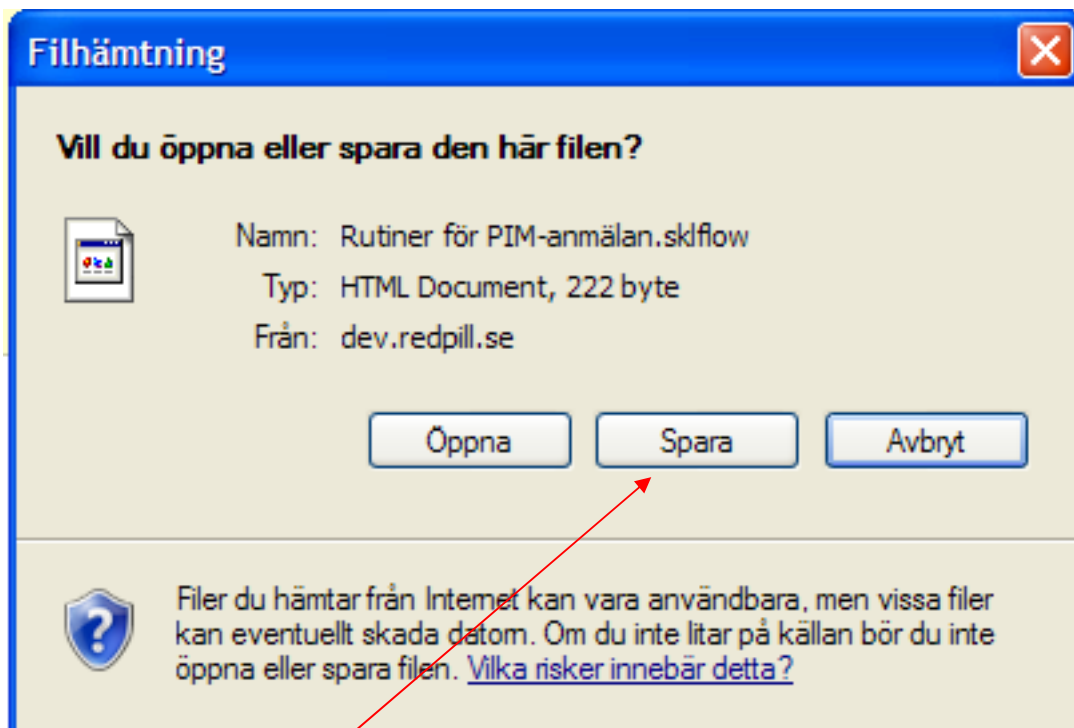 Filhämtning
Vill du öppna eller spara den här filen?
Namn: Rutiner för PIM-anmälan.sklflow
Typ: HTML Document, 222 byte
Från: dev.redpill.se
Öppna Spara Avbryt
Filer du hämtar från Internet kan vara användbara, men vissa filer
kan eventuellt skada datorn. Om du inte litar på källan bör du inte
öppna eller spara filen. Vilka risker innebär detta?